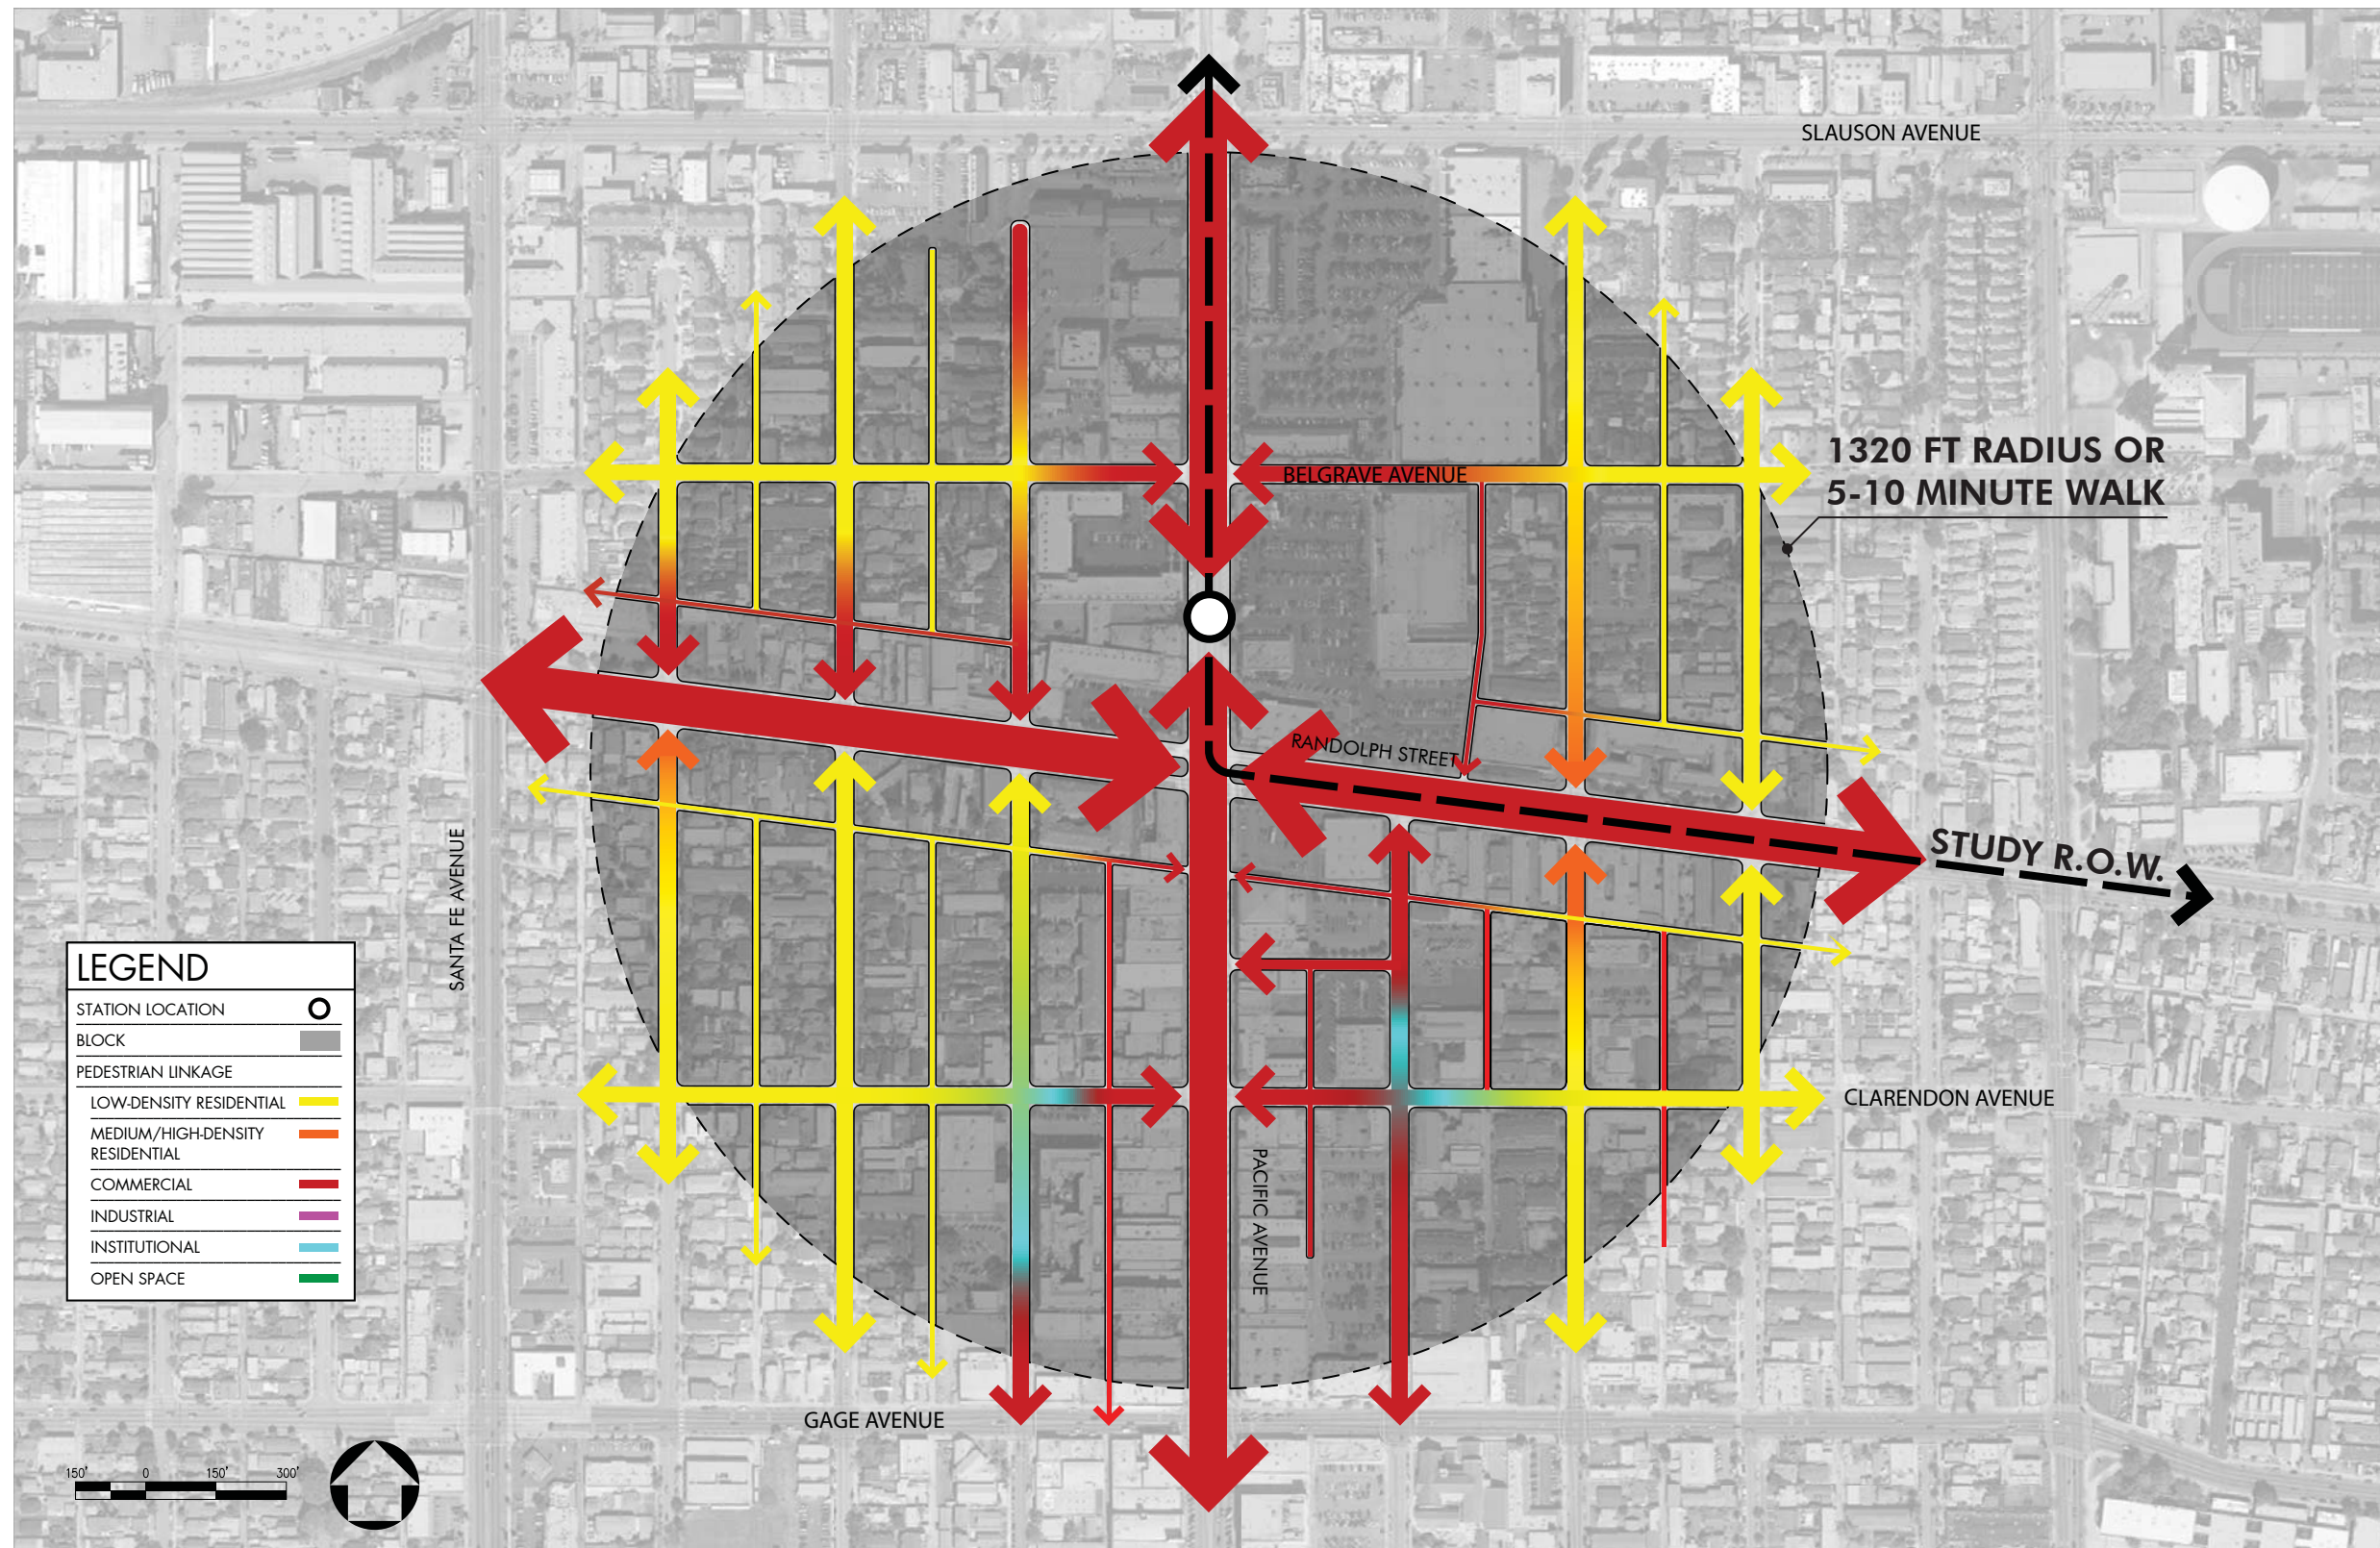 SLAUSON AVENUE
BELGRAVE AVENUE
1320 FT RADIUS OR
5-10 MINUTE WALK
RANDOLPH STREET
STUDY R.O.W.
SANTA FE AVENUE
PACIFIC AVENUE
CLARENDON AVENUE
GAGE AVENUE
LEGEND
STATION LOCATION
BLOCK
PEDESTRIAN LINKAGE
LOW-DENSITY RESIDENTIAL
MEDIUM/HIGH-DENSITY
RESIDENTIAL
COMMERCIAL
INDUSTRIAL
INSTITUTIONAL
OPEN SPACE
150' 0 150' 300'